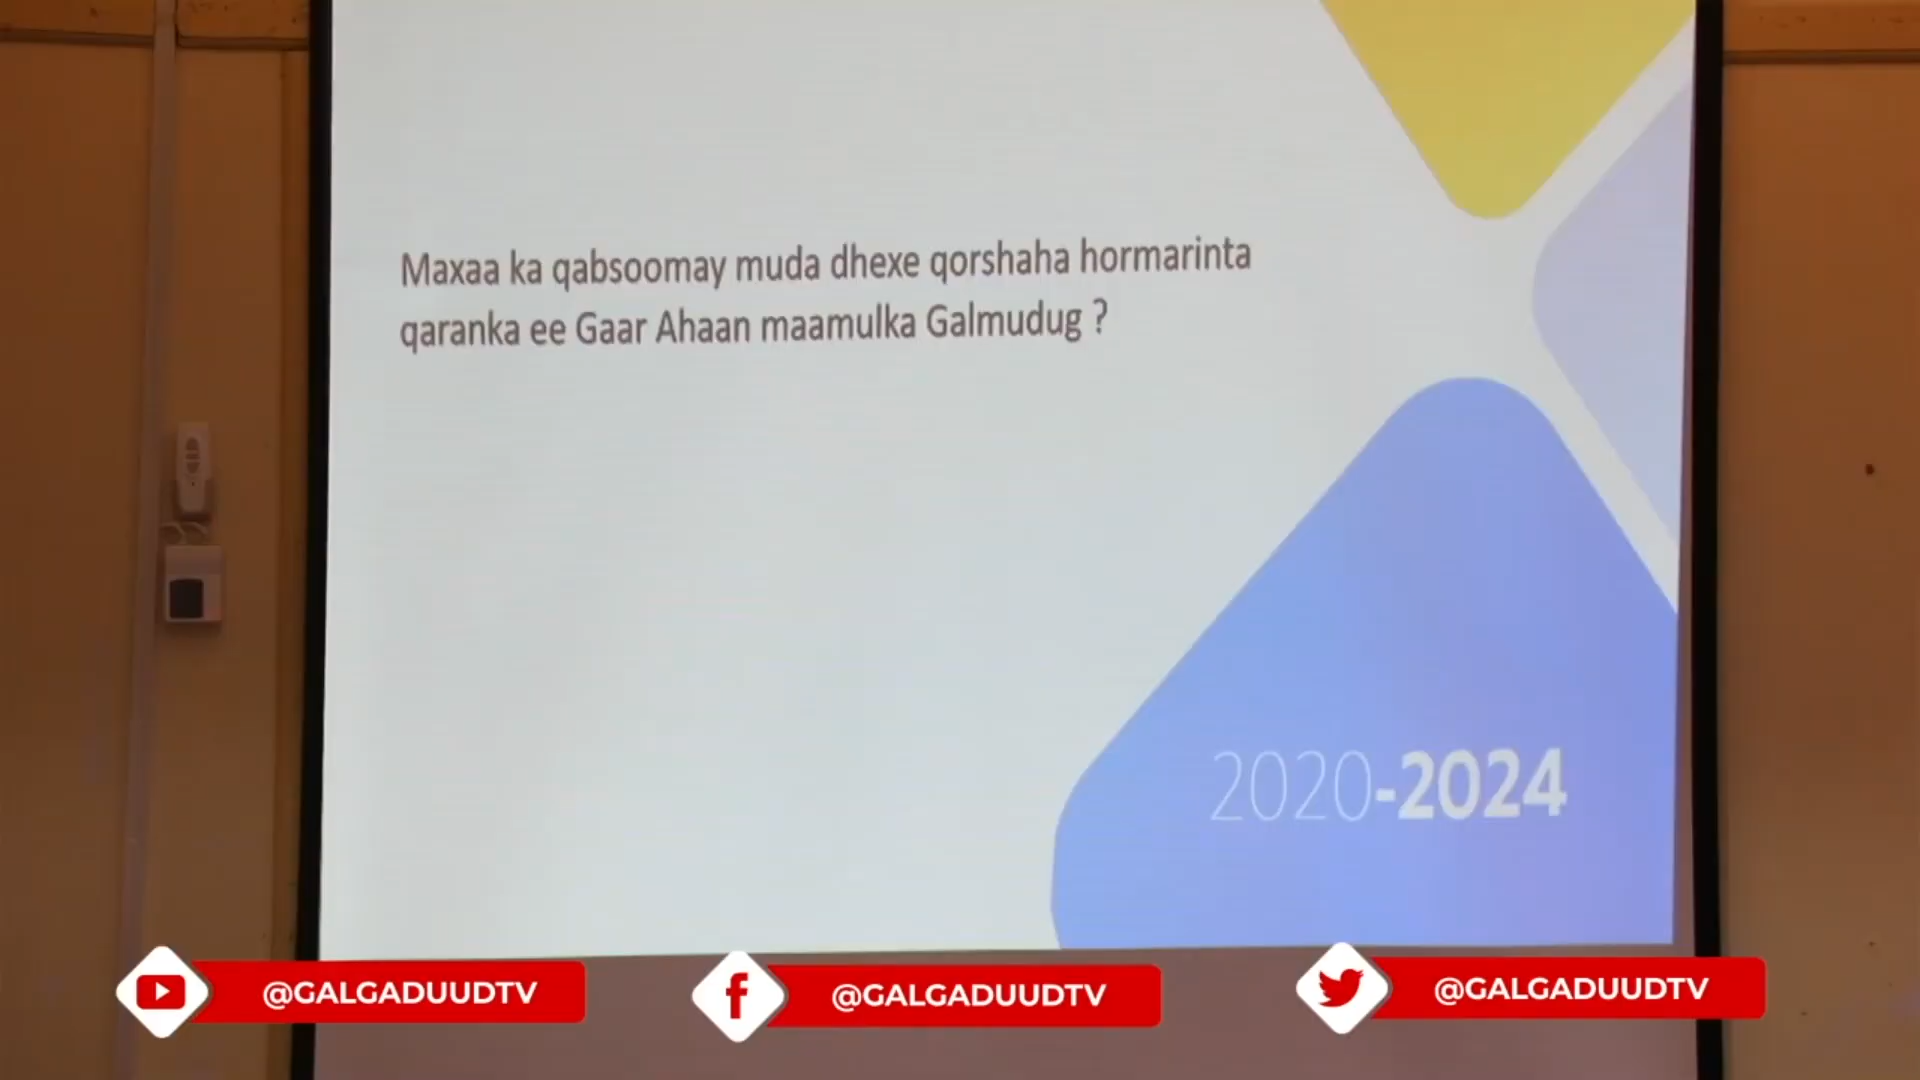 Maxaa ka qabsoomay muda dhexe qorshaha hormarinta
qaranka ee Gaar Ahaan maamulka Galmudug ?
2020-2024
@GALGADUUDTV
@GALGADUUDTV
@GALGADUUDTV